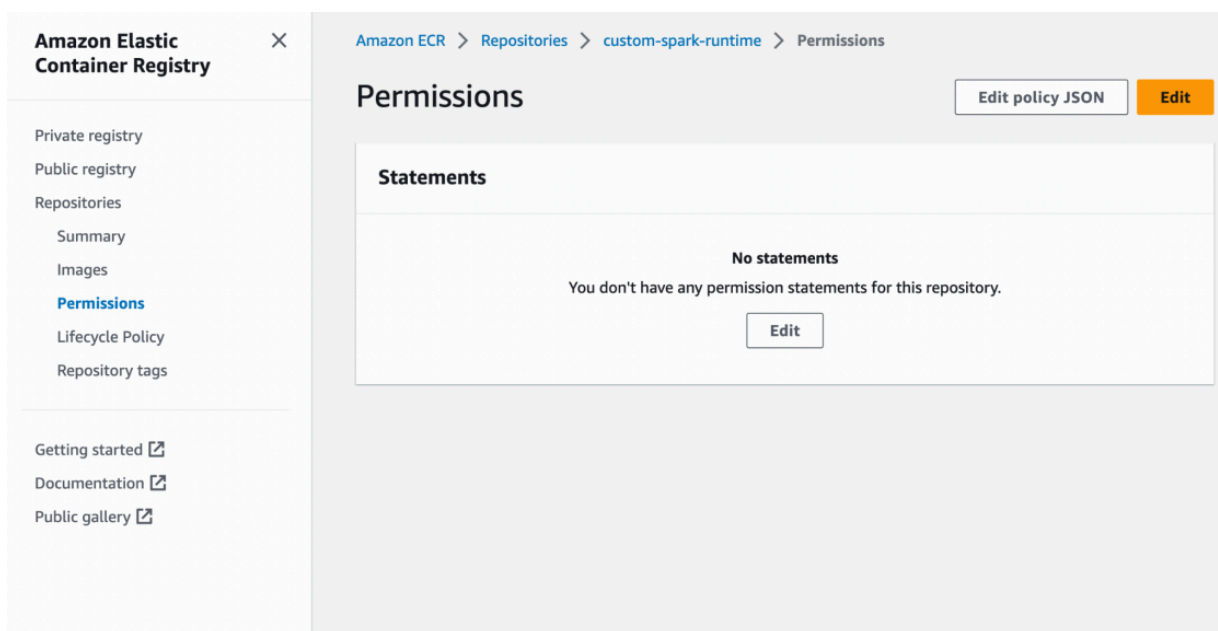 Amazon Elastic
Container Registry
Private registry
Public registry
Repositories
Summary
Images
Permissions
Lifecycle Policy
Repository tags
Getting started
Documentation
Public gallery
Amazon ECR > Repositories > custom-spark-runtime > Permissions
Permissions
Edit policy JSON
Edit
Statements
No statements
You don't have any permission statements for this repository.
Edit